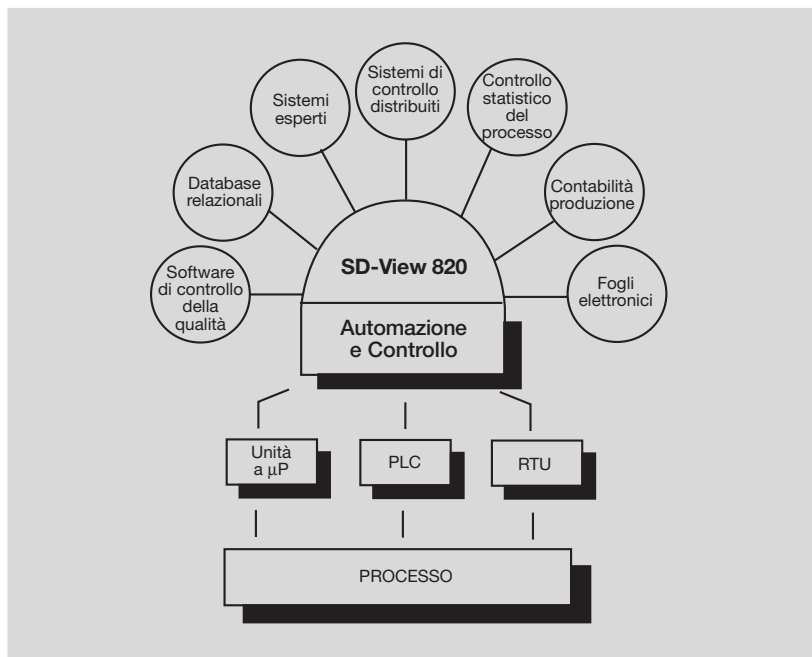 Sistemi di
controllo
distribuiti
Controllo
statistico
del
processo
Sistemi
esperti
Database
relazionali
Contabilità
produzione
Software
di controllo
della
qualità
Fogli
elettronici
SD-View 820
Automazione
e Controllo
Unità
a µP
PLC
RTU
PROCESSO